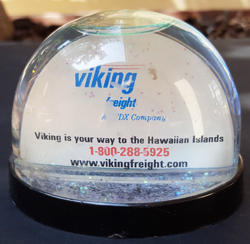 viking
freight
A DX Company
Viking is your way to the Hawaiian Islands
1-800-288-5925
www.vikingfreight.com